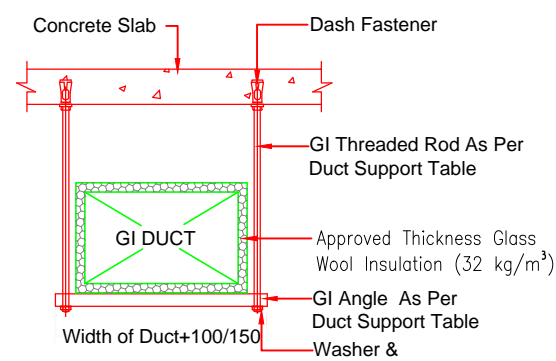 Concrete Slab
Dash Fastener
GI Threaded Rod As Per
Duct Support Table
GI DUCT
Approved Thickness Glass
Wool Insulation (32 kg/m³)
GI Angle As Per
Duct Support Table
Width of Duct+100/150
Washer &